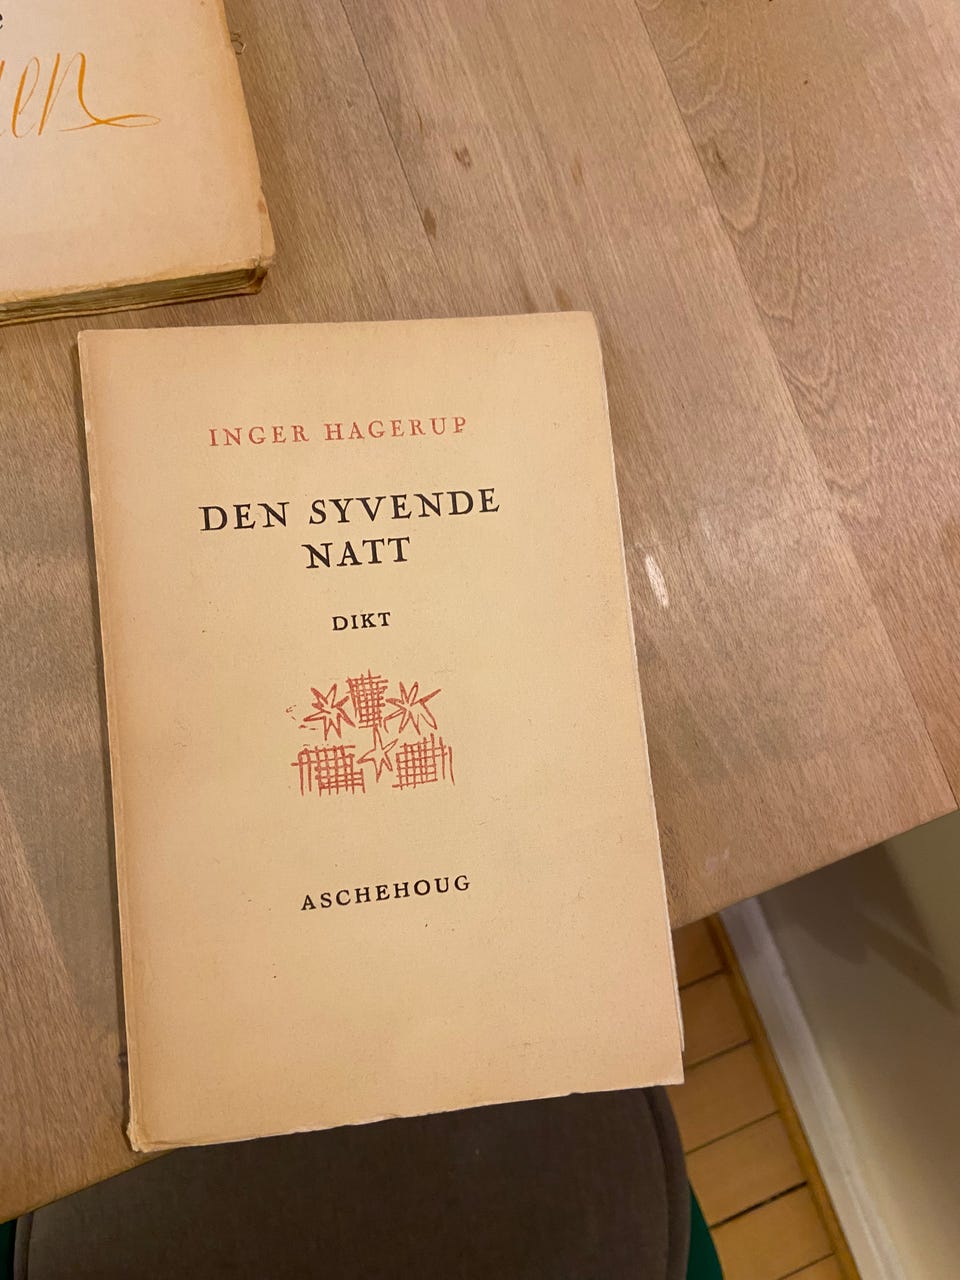 INGER HAGERUP
DEN SYVENDE
NATT
DIKT
ASCHEHOUG